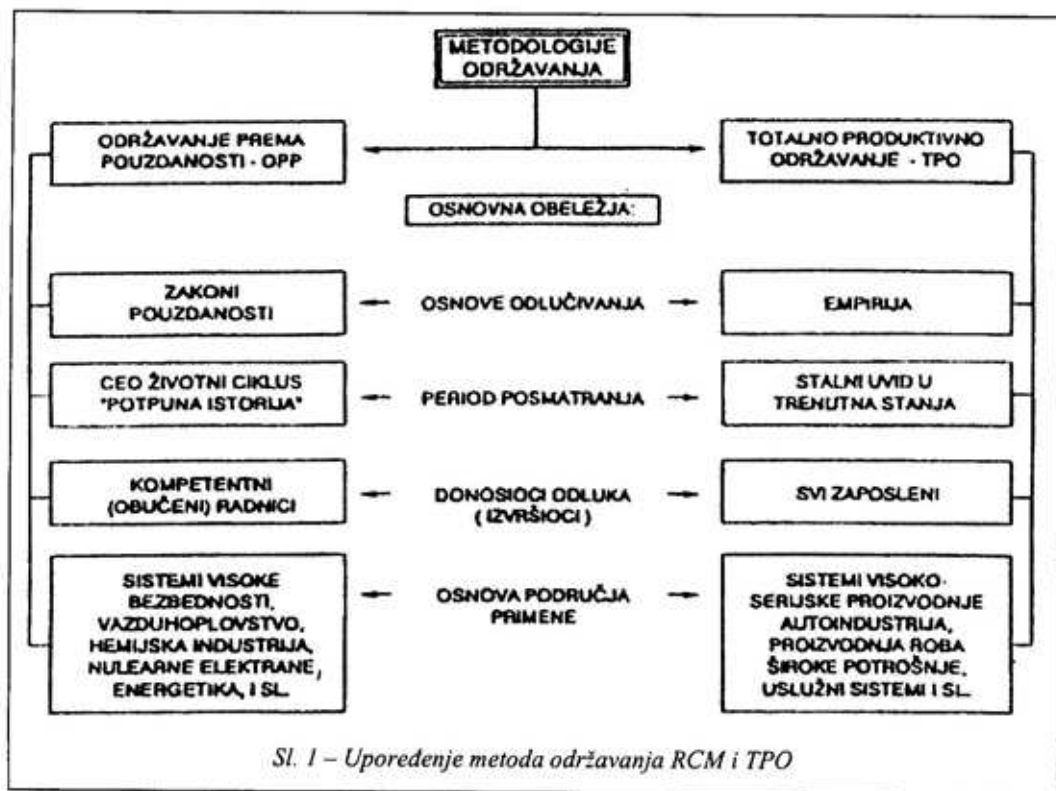 METODOLOGIJE
ODRŽAVANJA
ODRŽAVANJE PREMA
POUZDANOSTI - OPP
TOTALNO PRODUKTIVNO
ODRŽAVANJE - TPO
OSNOVNA OBELEŽJA:
ZAKONI
POUZDANOSTI
OSNOVE ODLUČIVANJA
EMPIRIJA
CEO ŽIVOTNI CIKLUS
"POTPUNA ISTORIJA"
PERIOD POSMATRANJA
STALNI UVID U
TRENUTNA STANJA
KOMPETENTNI
(OBUČENI) RADNICI
DONOSIOCI ODLUKA
( IZVRŠIOCI )
SVI ZAPOSLENI
SISTEMI VISOKE
BEZBEDNOSTI,
VAZDUHOPLOVSTVO,
HEMIJSKA INDUSTRIJA,
NULEARNE ELEKTRANE,
ENERGETIKA, I SL.
OSNOVA PODRUČJA
PRIMENE
SISTEMI VISOKO-
SERIJSKE PROIZVODNJE
AUTOINDUSTRIJA,
PROIZVODNJA ROBA
ŠIROKE POTROŠNJE,
USLUŽNI SISTEMI I SL.
Sl. 1 – Upoređenje metoda održavanja RCM i TPO